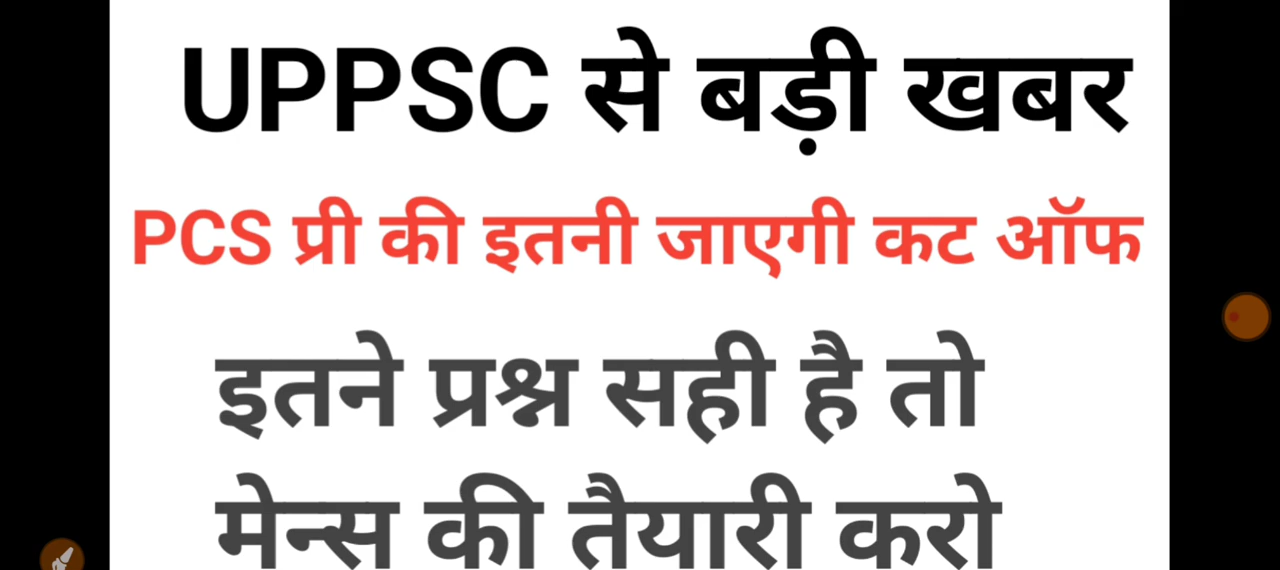 UPPSC से बड़ी खबर
PCS प्री की इतनी जाएगी कट ऑफ
इतने प्रश्न सही है तो
मेन्स की तैयारी करो